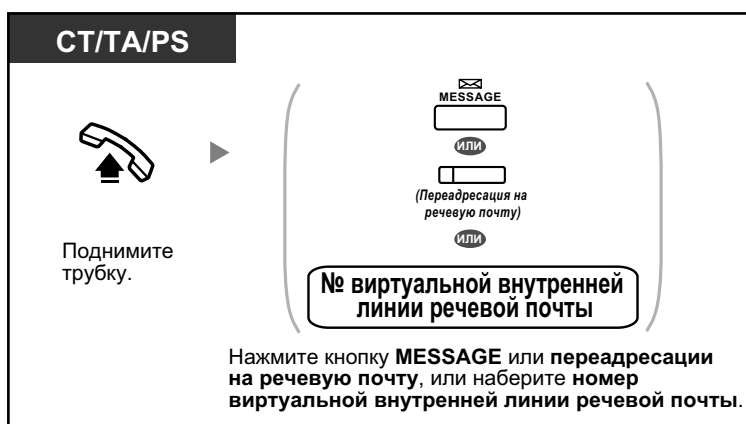 CT/TA/PS
MESSAGE
или
(Переадресация на
речевую почту)
или
№ виртуальной внутренней
линии речевой почты
Поднимите
трубку.
Нажмите кнопку MESSAGE или переадресации
на речевую почту, или наберите номер
виртуальной внутренней линии речевой почты.